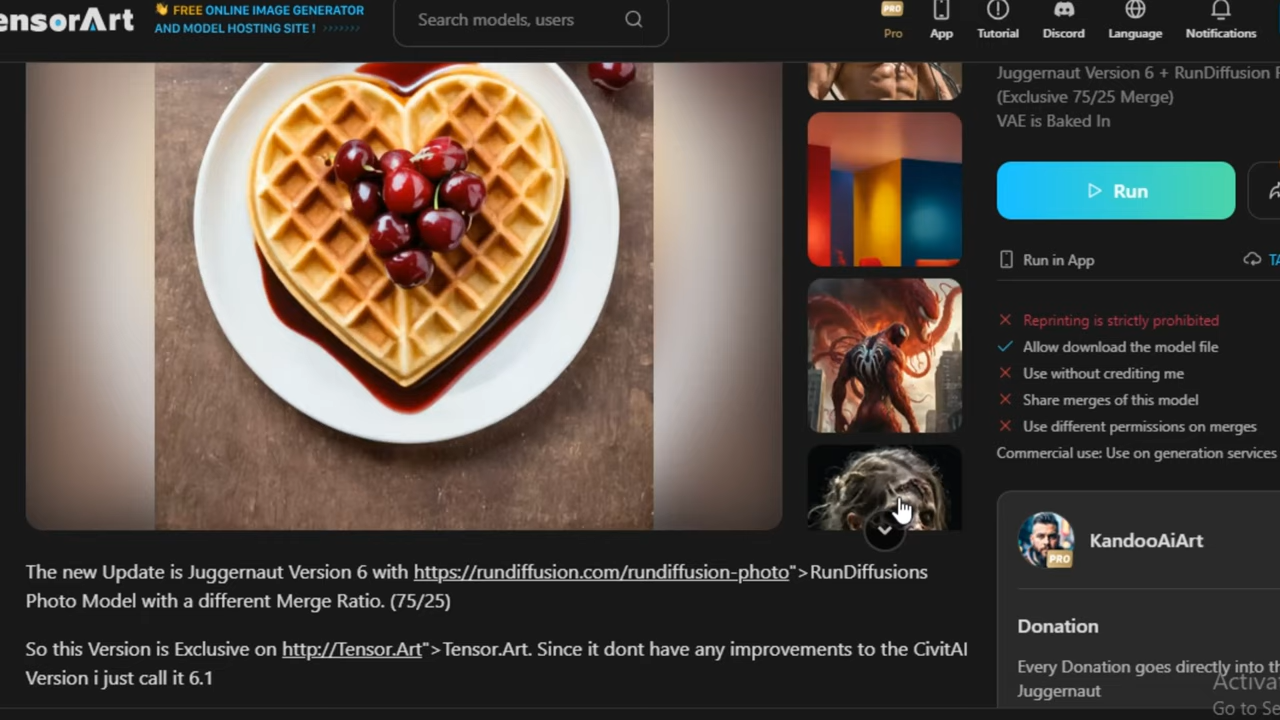 ensorArt
👋 FREE ONLINE IMAGE GENERATOR
AND MODEL HOSTING SITE !
Search models, users
PRO
Pro
App
Tutorial
Discord
Language
Notifications
Juggernaut Version 6 + RunDiffusion
(Exclusive 75/25 Merge)
VAE is Baked In
Run
Run in App
Reprinting is strictly prohibited
Allow download the model file
Use without crediting me
Share merges of this model
Use different permissions on merges
Commercial use: Use on generation services
PRO
KandooAiArt
Donation
Every Donation goes directly into th
Juggernaut
The new Update is Juggernaut Version 6 with https://rundiffusion.com/rundiffusion-photo">RunDiffusions
Photo Model with a different Merge Ratio. (75/25)
So this Version is Exclusive on http://Tensor.Art">Tensor.Art. Since it dont have any improvements to the CivitAI
Version i just call it 6.1
Activa
Go to Se